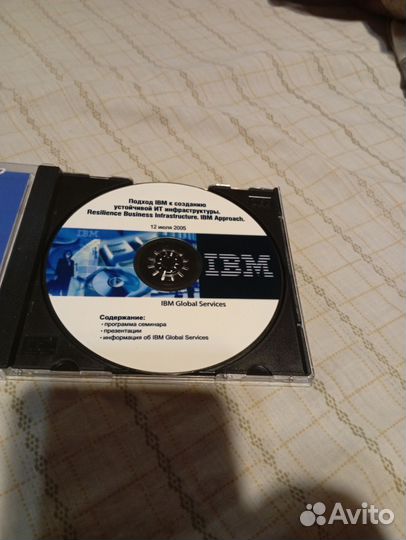 Подход IBM к созданию
устойчивой ИТ инфраструктуры.
Resilience Business Infrastructure. IBM Approach.
12 июля 2005
IBM
IBM Global Services
Содержание:
• программа семинара
• презентации
• информация об IBM Global Services
Avito